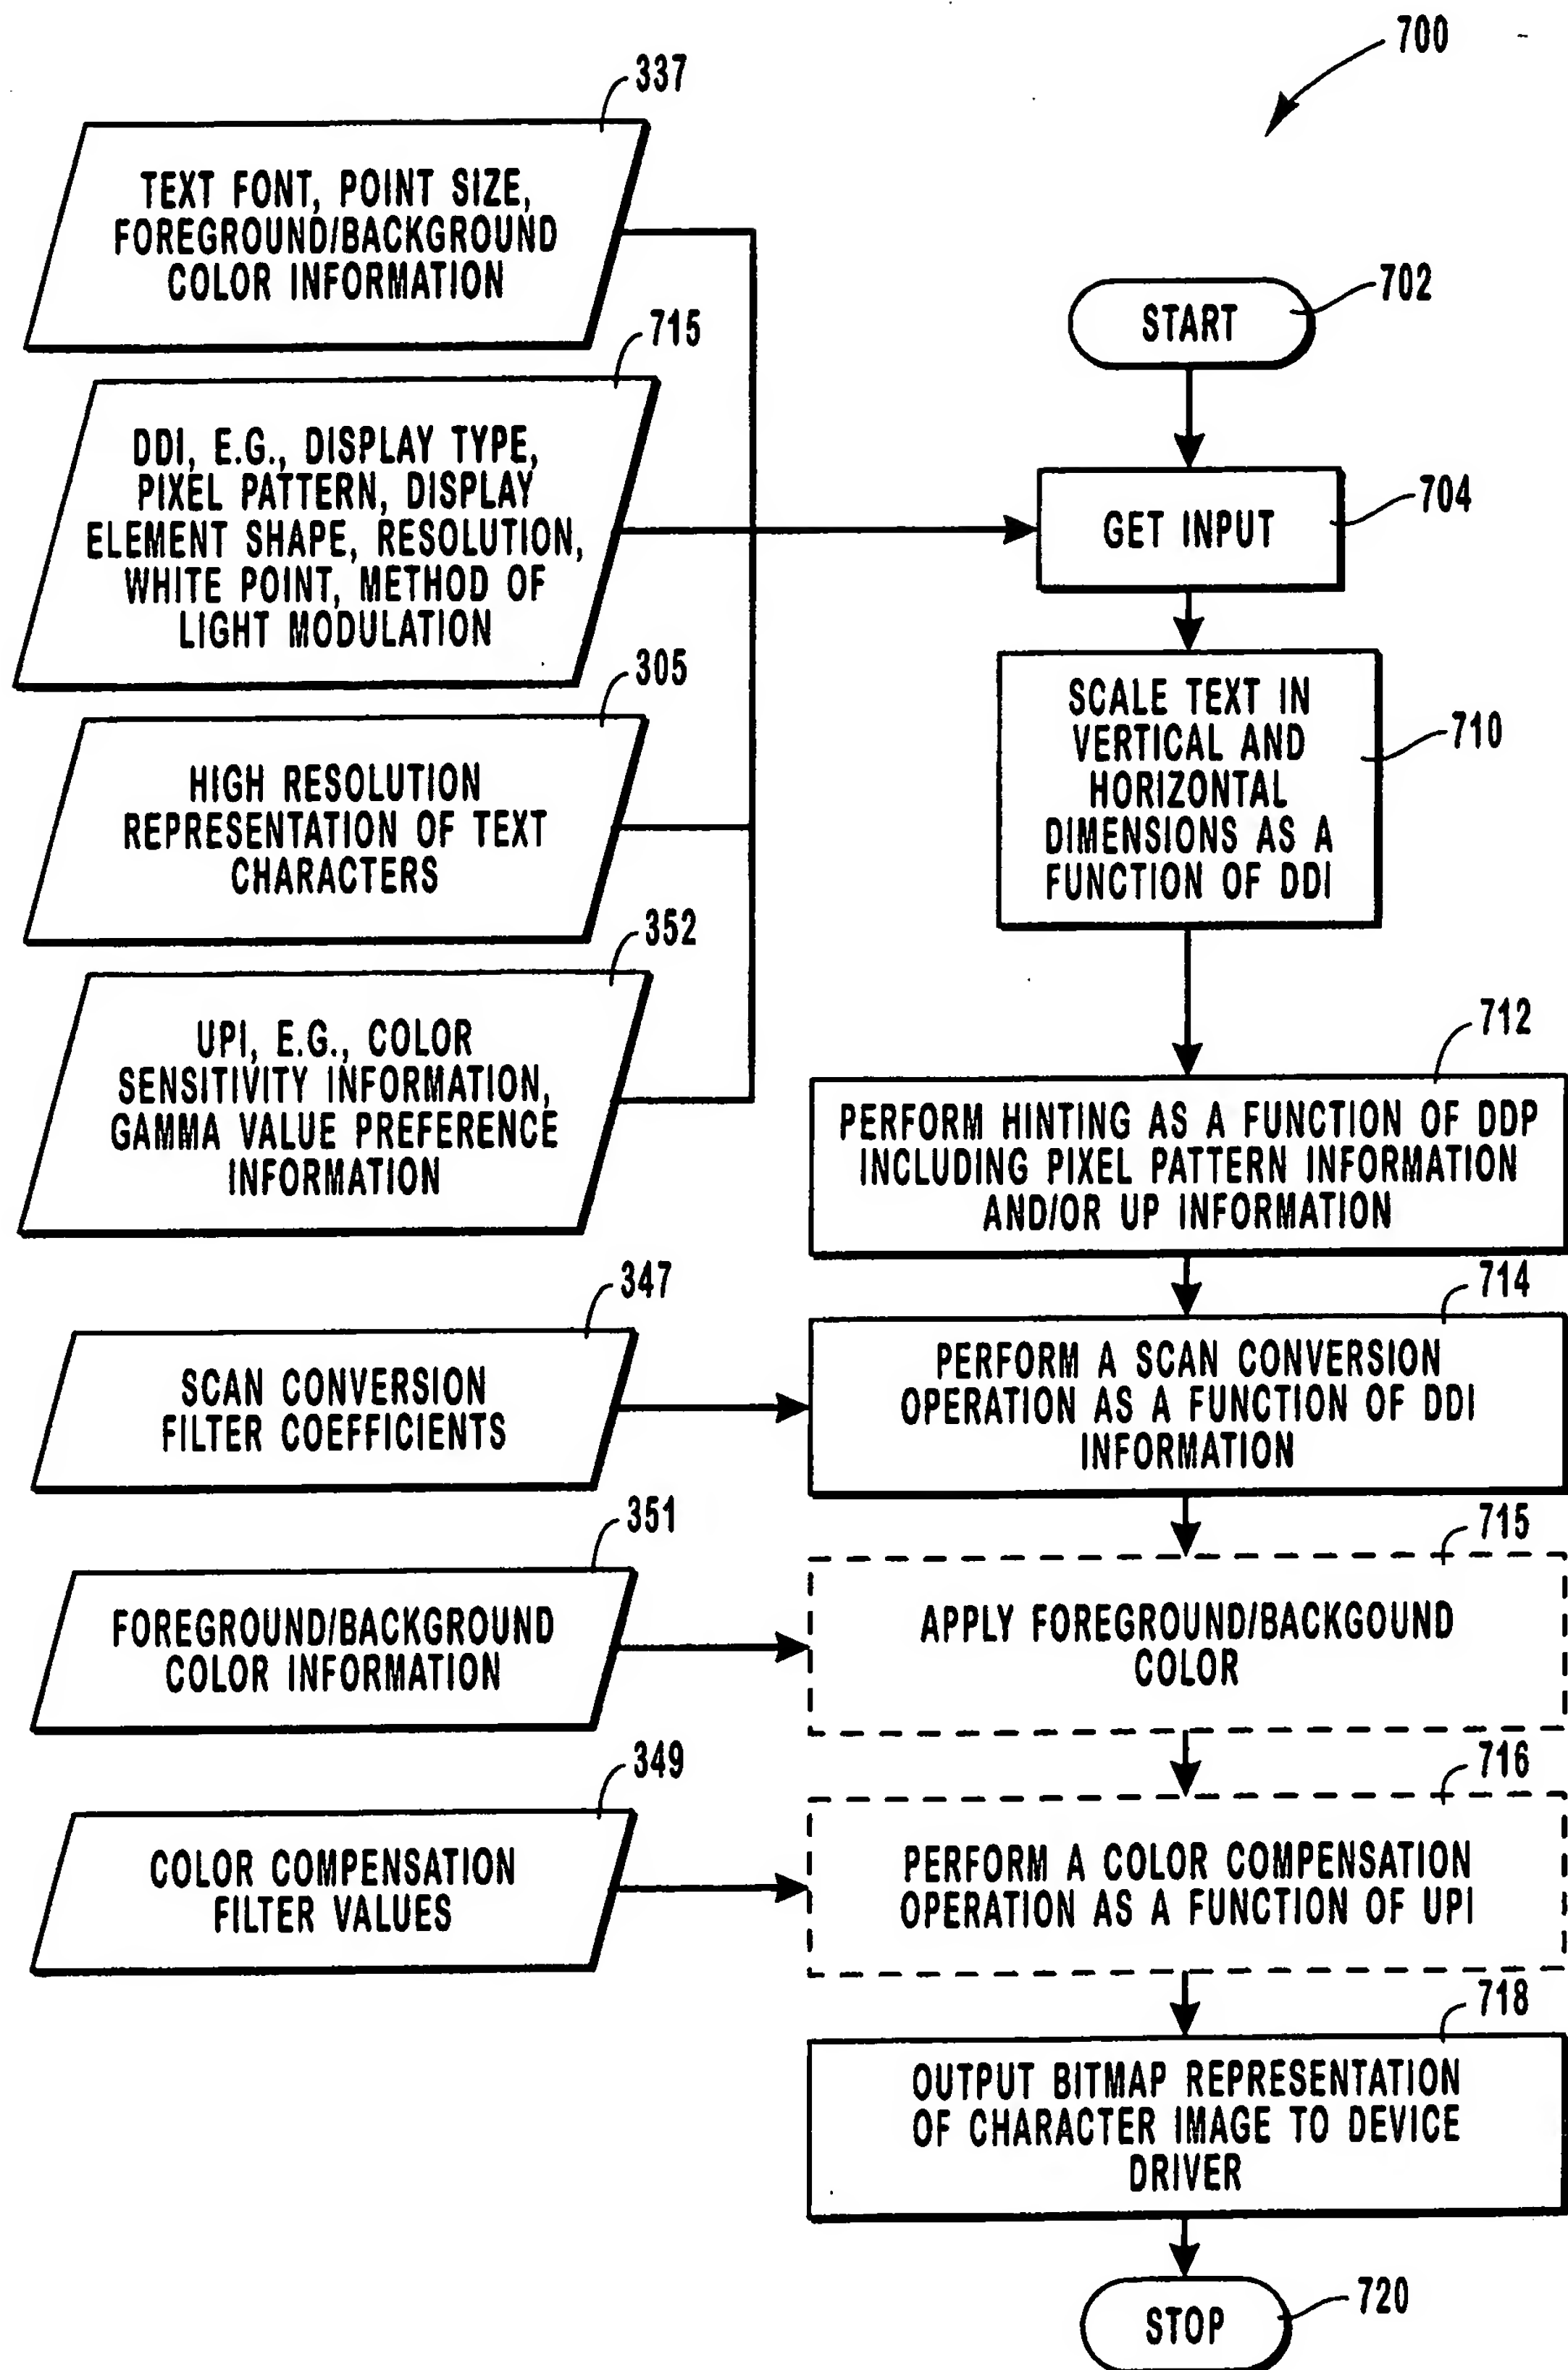 700
337
TEXT FONT, POINT SIZE,
FOREGROUND/BACKGROUND
COLOR INFORMATION
715
DDI, E.G., DISPLAY TYPE,
PIXEL PATTERN, DISPLAY
ELEMENT SHAPE, RESOLUTION,
WHITE POINT, METHOD OF
LIGHT MODULATION
305
HIGH RESOLUTION
REPRESENTATION OF TEXT
CHARACTERS
352
UPI, E.G., COLOR
SENSITIVITY INFORMATION,
GAMMA VALUE PREFERENCE
INFORMATION
347
SCAN CONVERSION
FILTER COEFFICIENTS
351
FOREGROUND/BACKGROUND
COLOR INFORMATION
349
COLOR COMPENSATION
FILTER VALUES
START
702
GET INPUT
704
SCALE TEXT IN
VERTICAL AND
HORIZONTAL
DIMENSIONS AS A
FUNCTION OF DDI
710
712
PERFORM HINTING AS A FUNCTION OF DDP
INCLUDING PIXEL PATTERN INFORMATION
AND/OR UP INFORMATION
714
PERFORM A SCAN CONVERSION
OPERATION AS A FUNCTION OF DDI
INFORMATION
715
APPLY FOREGROUND/BACKGOUND
COLOR
716
PERFORM A COLOR COMPENSATION
OPERATION AS A FUNCTION OF UPI
718
OUTPUT BITMAP REPRESENTATION
OF CHARACTER IMAGE TO DEVICE
DRIVER
STOP
720